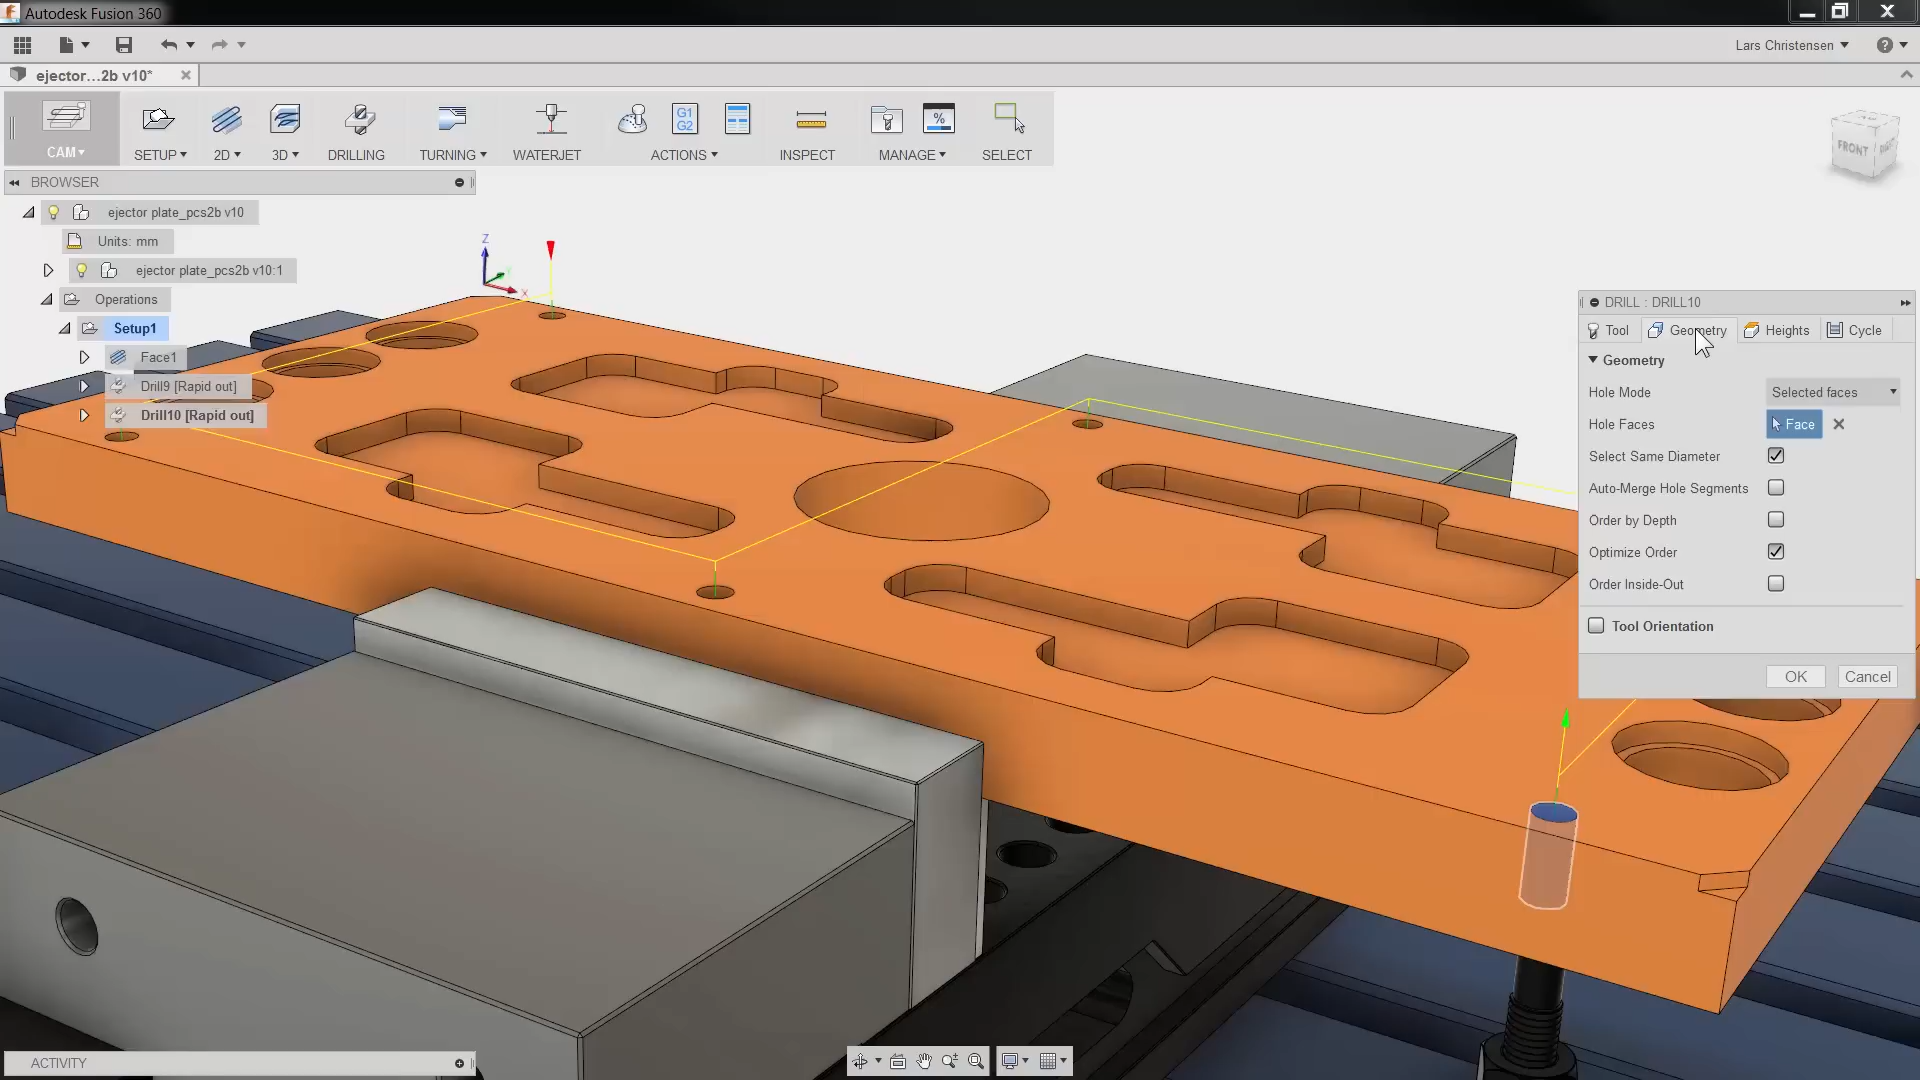 Autodesk Fusion 360
Lars Christensen
ejector...2b v10*
G1
G2
%
CAM
SETUP
2D
3D
DRILLING
TURNING
WATERJET
ACTIONS
INSPECT
MANAGE
SELECT
FRONT
BROWSER
ejector plate_pcs2b v10
Units: mm
ejector plate_pcs2b v10:1
Operations
Setup1
Face1
Drill9 [Rapid out]
Drill10 [Rapid out]
Z
X
DRILL : DRILL10
Tool
Geometry
Heights
Cycle
Geometry
Hole Mode
Selected faces
Hole Faces
Face
Select Same Diameter
Auto-Merge Hole Segments
Order by Depth
Optimize Order
Order Inside-Out
Tool Orientation
OK
Cancel
ACTIVITY